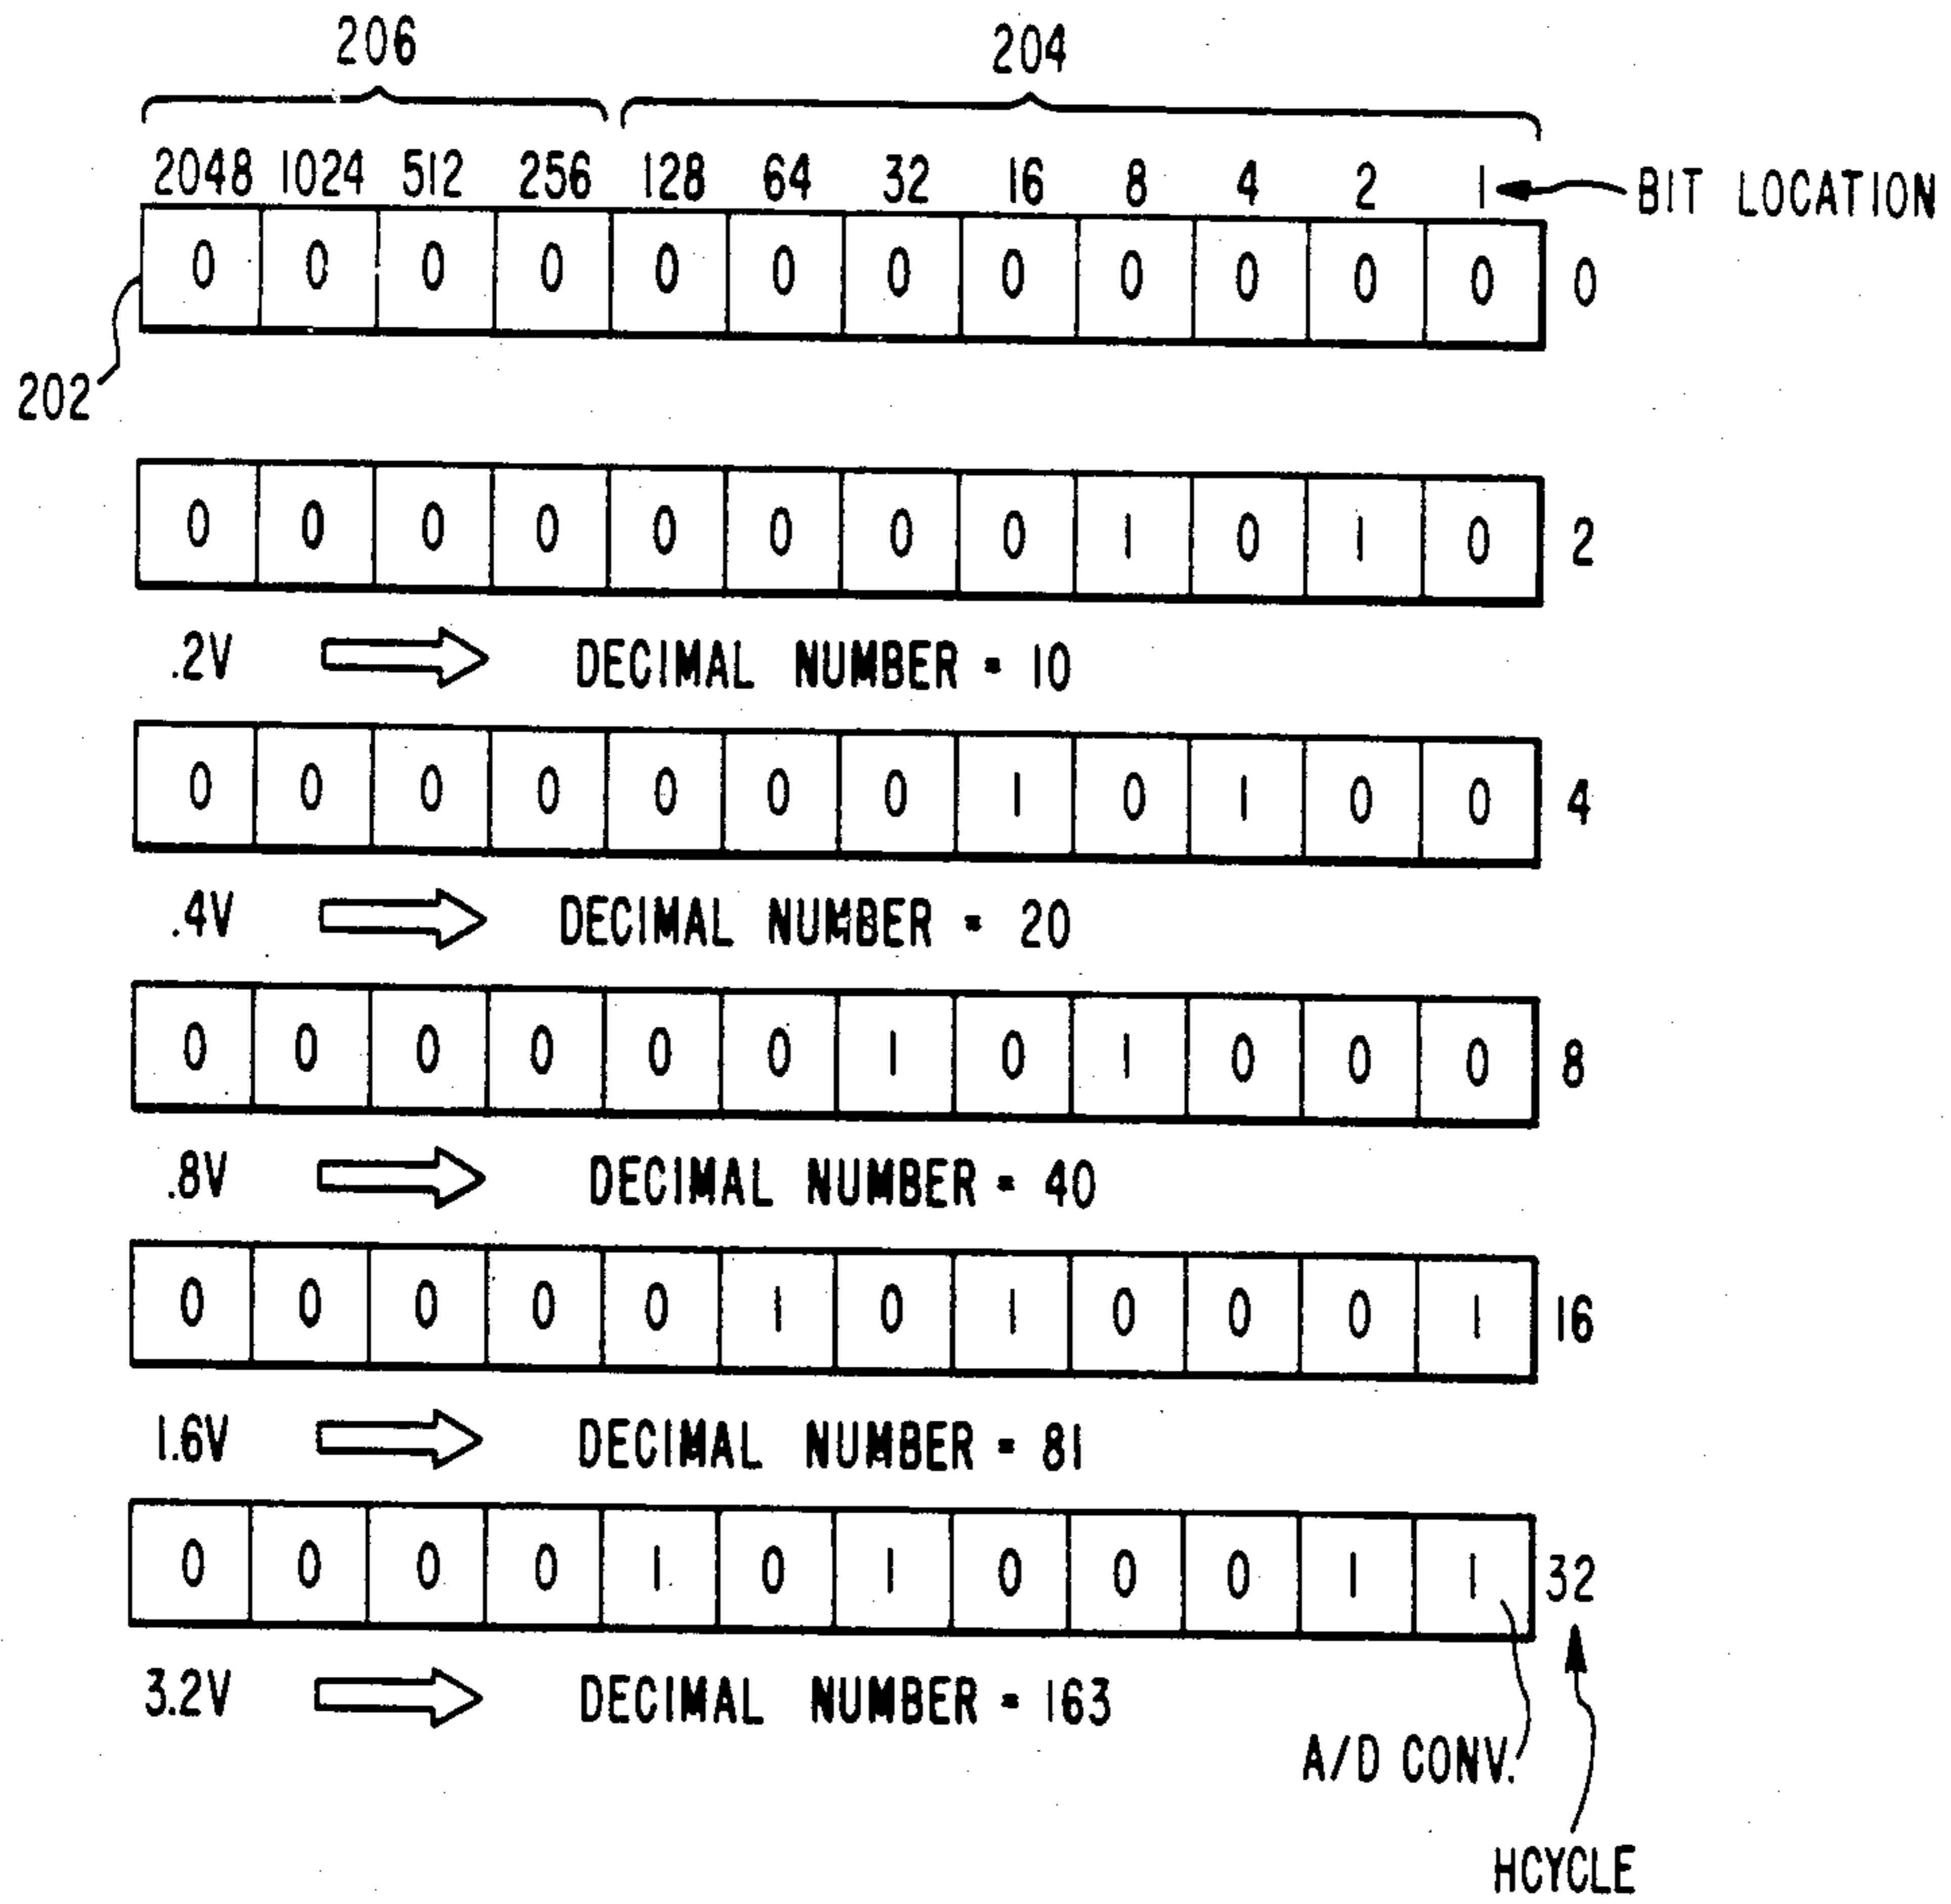 206 204
2048 1024 512 256 128 64 32 16 8 4 2 1 BIT LOCATION
0 0 0 0 0 0 0 0 0 0 0 0 0
202
0 0 0 0 0 0 0 0 1 0 1 0 2
.2V DECIMAL NUMBER = 10
0 0 0 0 0 0 0 1 0 1 0 0 4
.4V DECIMAL NUMBER = 20
0 0 0 0 0 0 1 0 1 0 0 0 8
.8V DECIMAL NUMBER = 40
0 0 0 0 0 1 0 1 0 0 0 1 16
1.6V DECIMAL NUMBER = 81
0 0 0 0 1 0 1 0 0 0 1 1 32
3.2V DECIMAL NUMBER = 163
A/D CONV.
HCYCLE